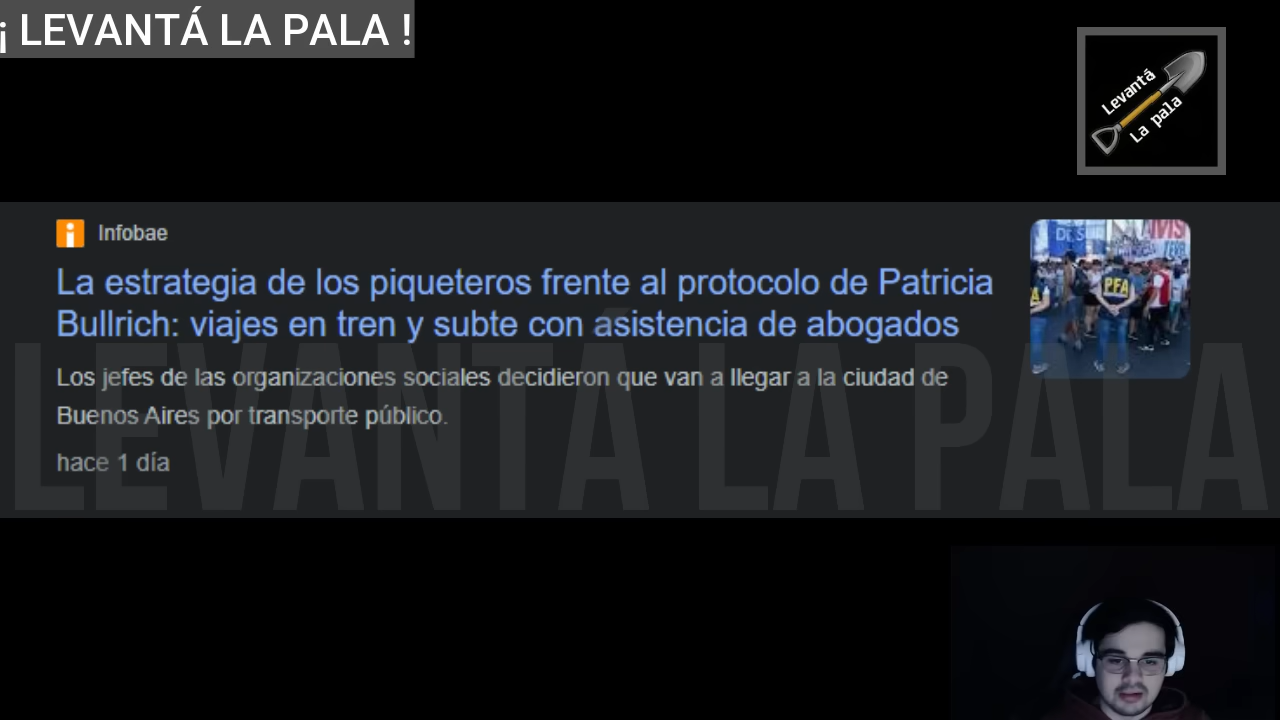 ¡ LEVANTÁ LA PALA !
Levantá
La pala
Infobae
La estrategia de los piqueteros frente al protocolo de Patricia
Bullrich: viajes en tren y subte con asistencia de abogados
Los jefes de las organizaciones sociales decidieron que van a llegar a la ciudad de
Buenos Aires por transporte público.
hace 1 día
PFA
LEVANTÁ LA PALA